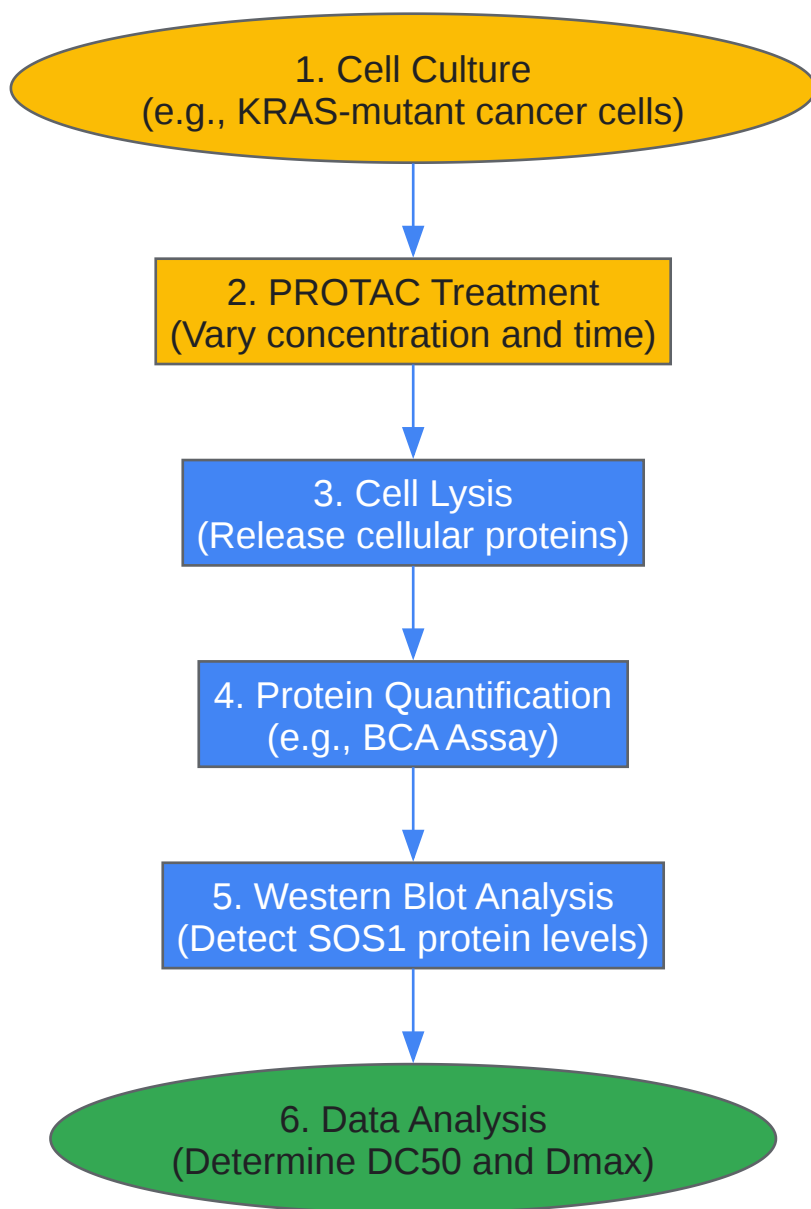 1. Cell Culture
(e.g., KRAS-mutant cancer cells)
2. PROTAC Treatment
(Vary concentration and time)
3. Cell Lysis
(Release cellular proteins)
4. Protein Quantification
(e.g., BCA Assay)
5. Western Blot Analysis
(Detect SOS1 protein levels)
6. Data Analysis
(Determine DC50 and Dmax)